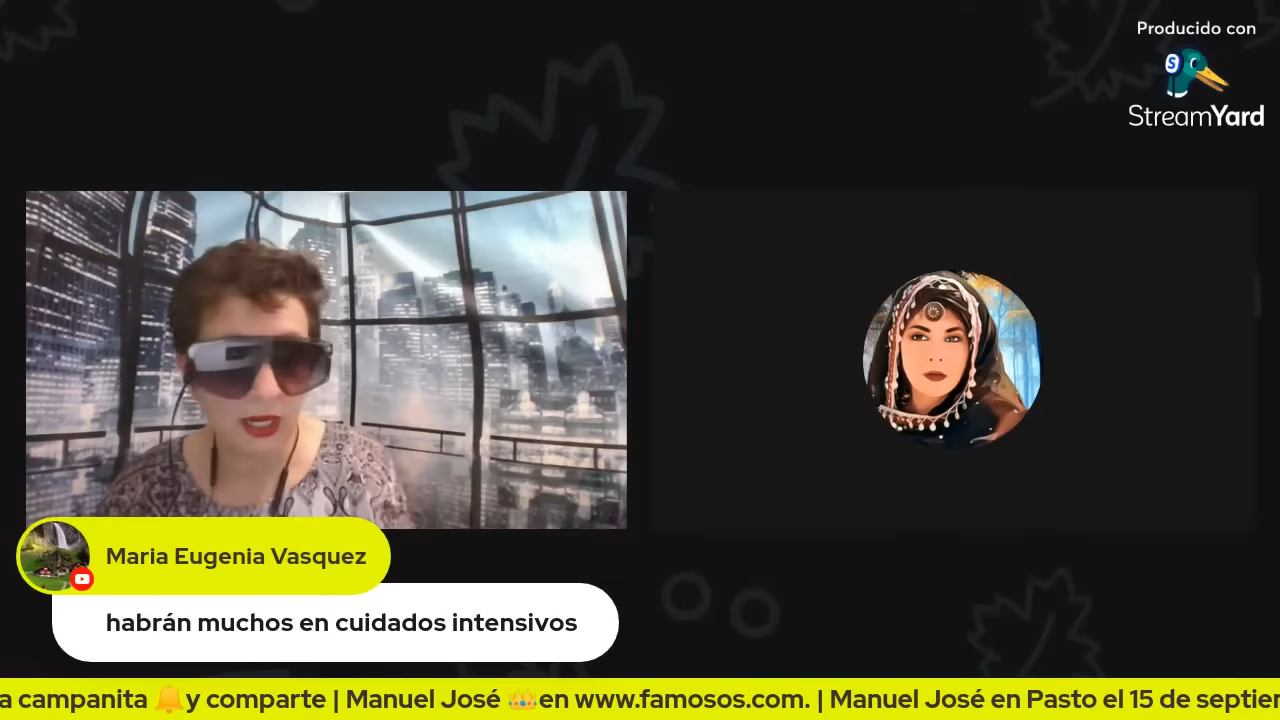 Producido con
StreamYard
Maria Eugenia Vasquez
habrán muchos en cuidados intensivos
a campanita 🔔y comparte | Manuel José 👑en www.famosos.com. | Manuel José en Pasto el 15 de septie